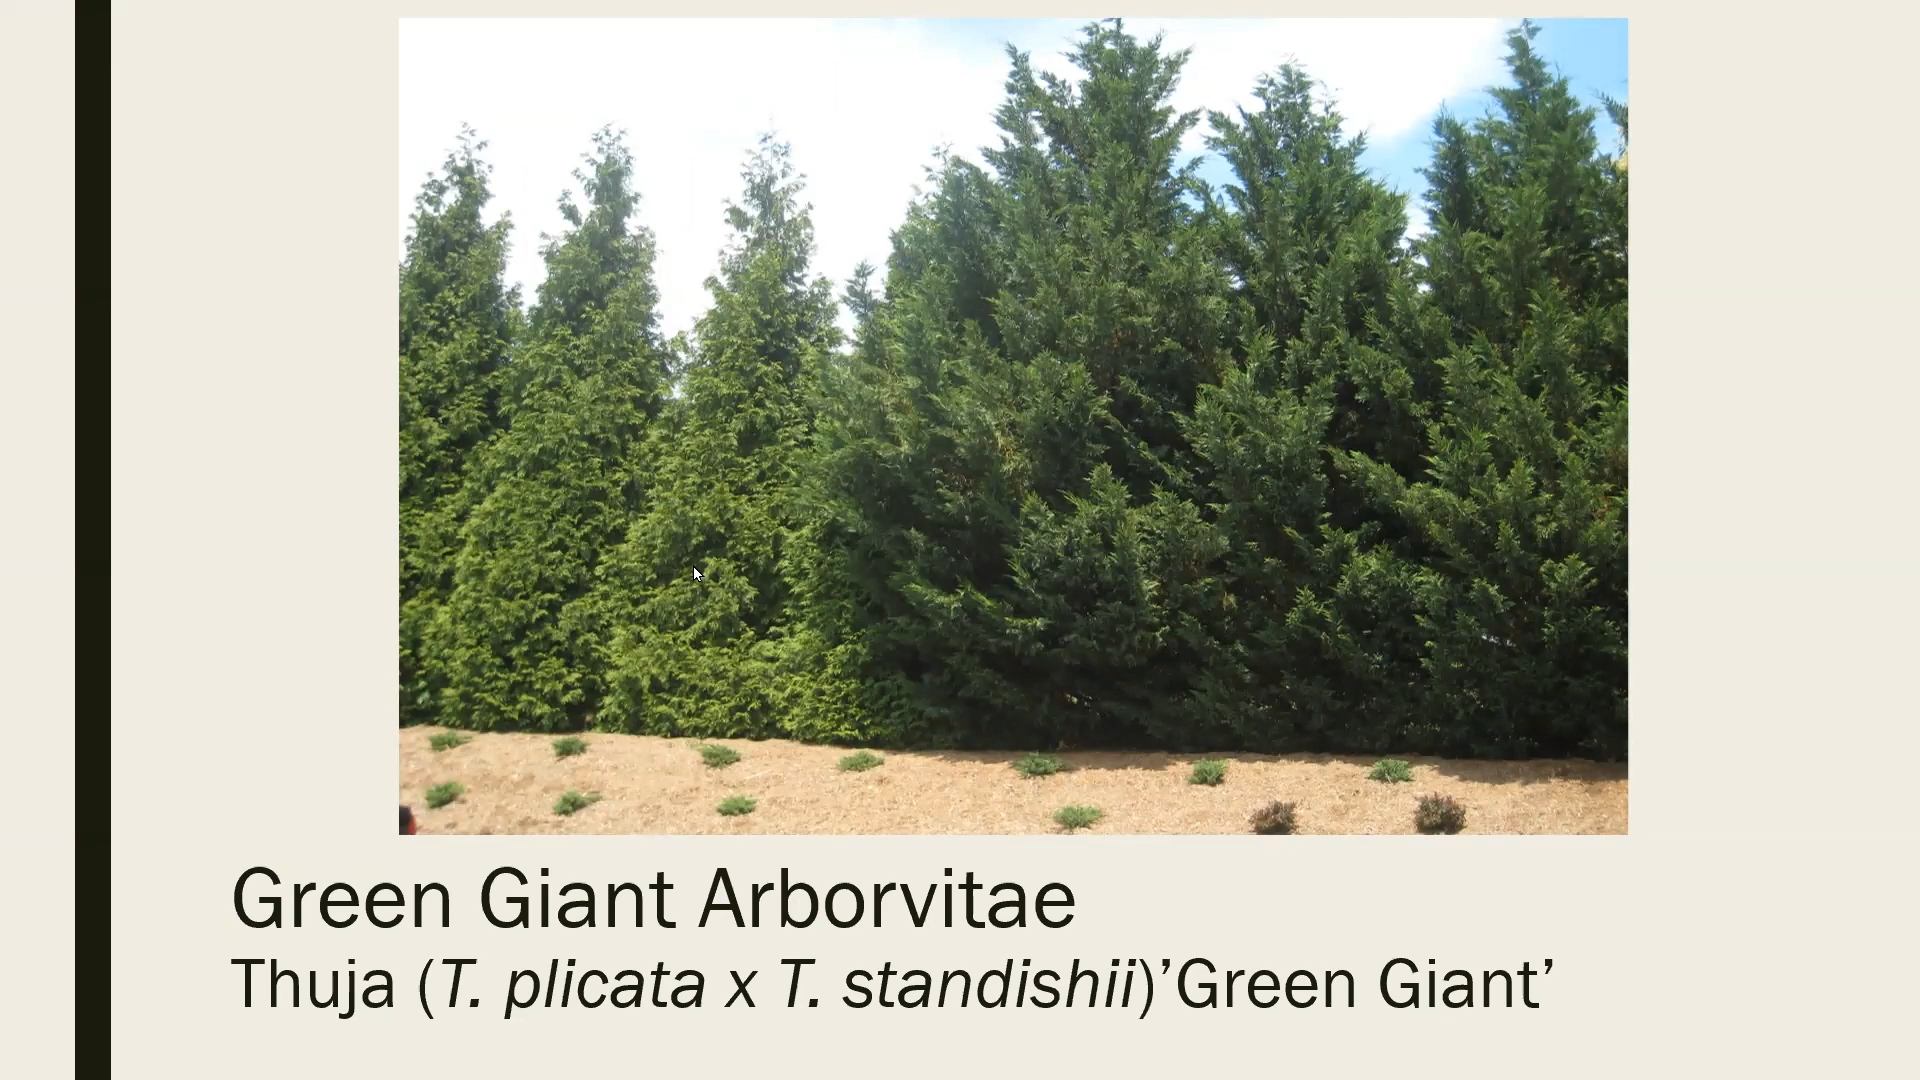 Green Giant Arborvitae
Thuja (T. plicata x T. standishii)’Green Giant’